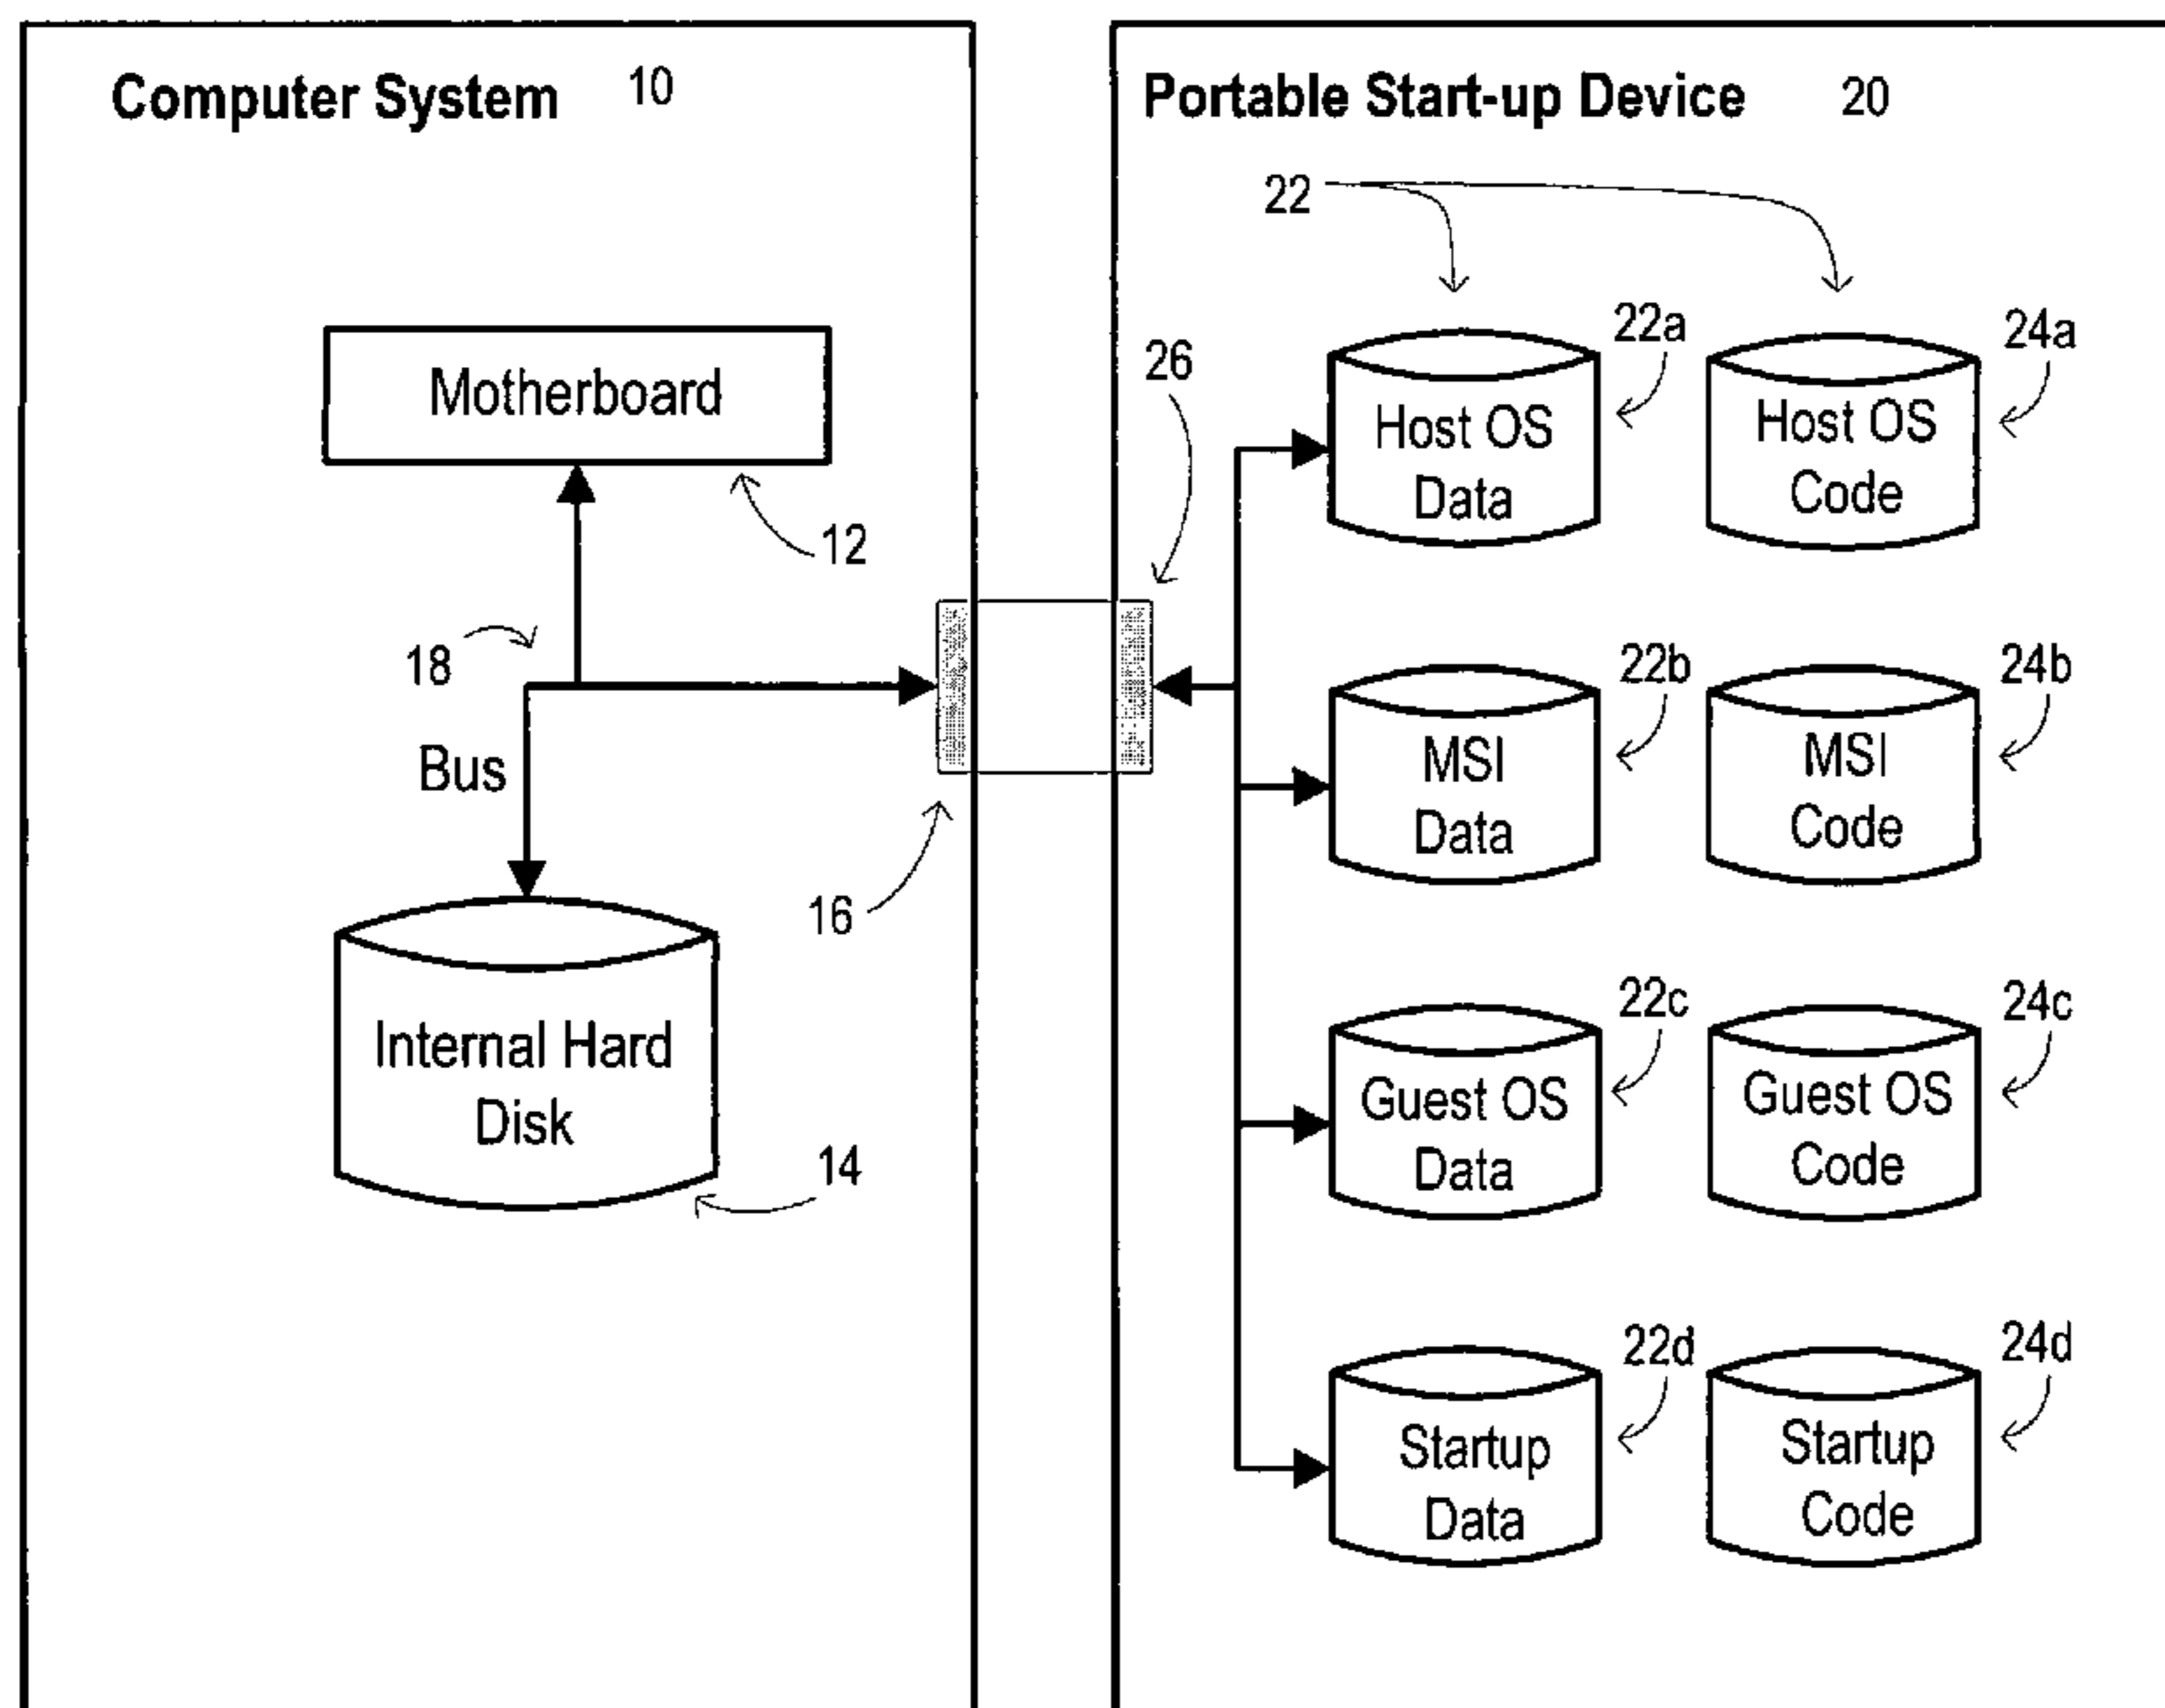 Computer System 10
Motherboard
12
18
Bus
16
Internal Hard
Disk
14
Portable Start-up Device 20
22
26
22a
24a
Host OS
Data
Host OS
Code
22b
24b
MSI
Data
MSI
Code
22c
24c
Guest OS
Data
Guest OS
Code
22d
24d
Startup
Data
Startup
Code